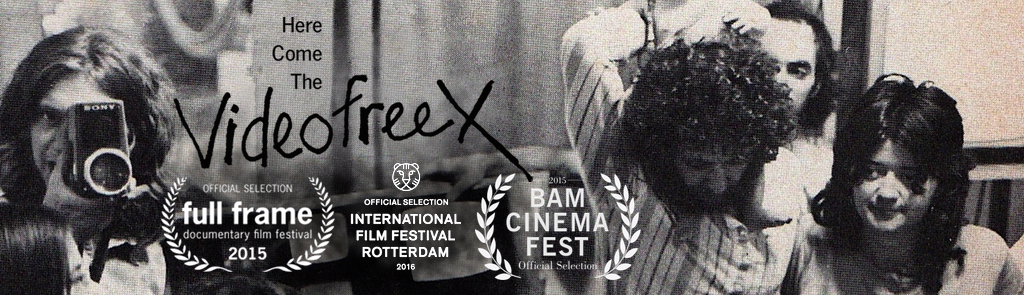 Here
Come
The
Videofreex
SONY
OFFICIAL SELECTION
full frame
documentary film festival
2015
OFFICIAL SELECTION
INTERNATIONAL
FILM FESTIVAL
ROTTERDAM
2016
2015
BAM
CINEMA
FEST
Official Selection